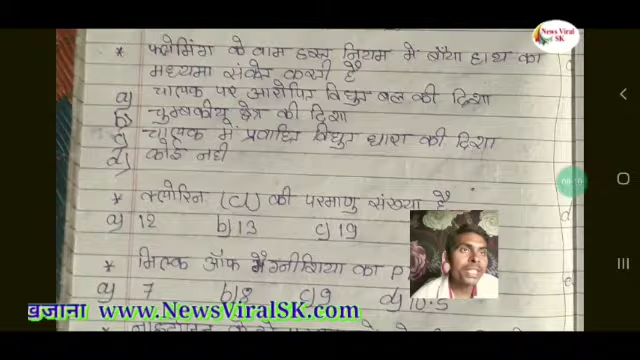 News Viral SK
* फ्लेमिंग के वाम हस्त नियम में बाँया हाथ का
मध्यमा संकेत करती है
a) चालक पर आरोपित विधुत बल की दिशा
b) चुम्बकीय क्षेत्र की दिशा
c) चालक में प्रवाहित विधुत धारा की दिशा
d) कोई नही
* क्लोरिन (Cl) की परमाणु संख्या है
a) 12 b) 13 c) 19
* मिल्क ऑफ मैग्नीशिया का P
a) 7 b) 8 c) 9 d) 10.5
खजाना www.NewsViralSK.com